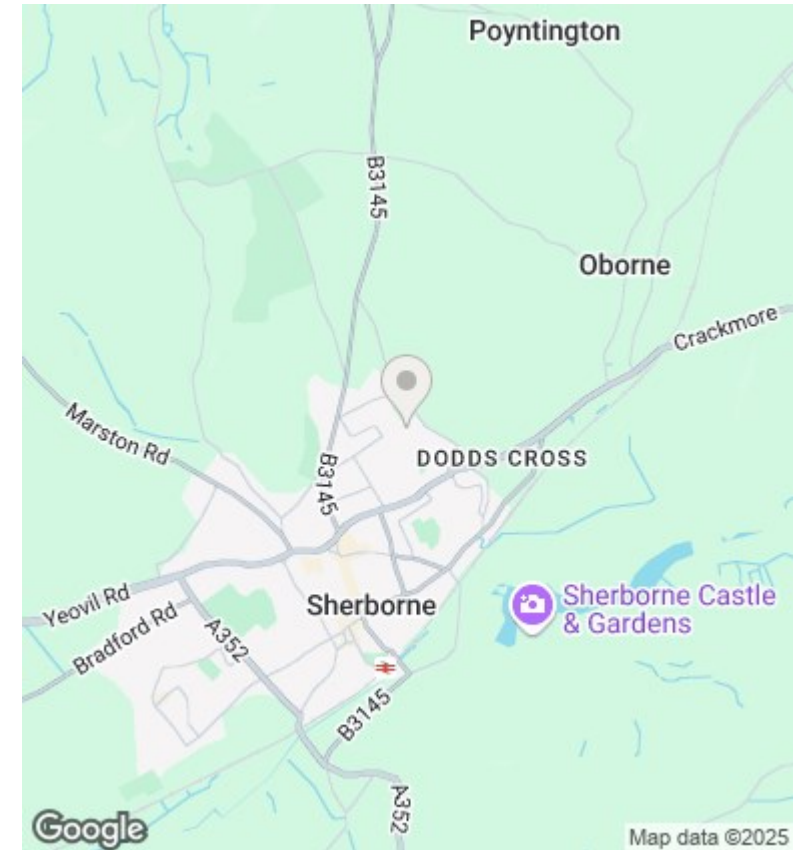 Poyntington
B3145
Oborne
Crackmore
Marston Rd
DODDS CROSS
B3145
Yeovil Rd
Sherborne
Sherborne Castle
& Gardens
Bradford Rd
A352
B3145
A352
Google
Map data ©2025